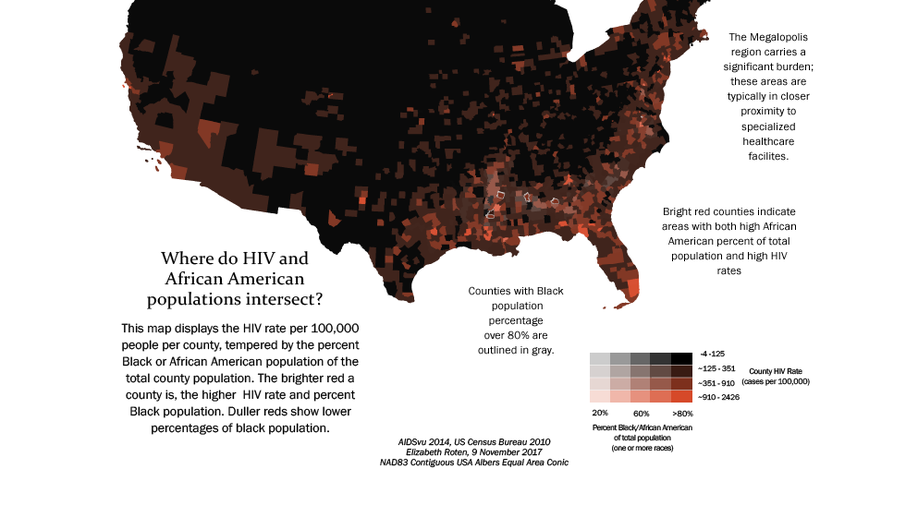 The Megalopolis
region carries a
significant burden;
these areas are
typically in closer
proximity to
specialized
healthcare
facilites.
Bright red counties indicate
areas with both high African
American percent of total
population and high HIV
rates
Where do HIV and
African American
populations intersect?
This map displays the HIV rate per 100,000
people per county, tempered by the percent
Black or African American population of the
total county population. The brighter red a
county is, the higher  HIV rate and percent
Black population. Duller reds show lower
percentages of black population.
Counties with Black
population
percentage
over 80% are
outlined in gray.
-4 -125
~125 - 351
~351 - 910
~910 - 2426
County HIV Rate
(cases per 100,000)
20% 60% >80%
Percent Black/African American
of total population
(one or more races)
AIDSvu 2014, US Census Bureau 2010
Elizabeth Roten, 9 November 2017
NAD83 Contiguous USA Albers Equal Area Conic